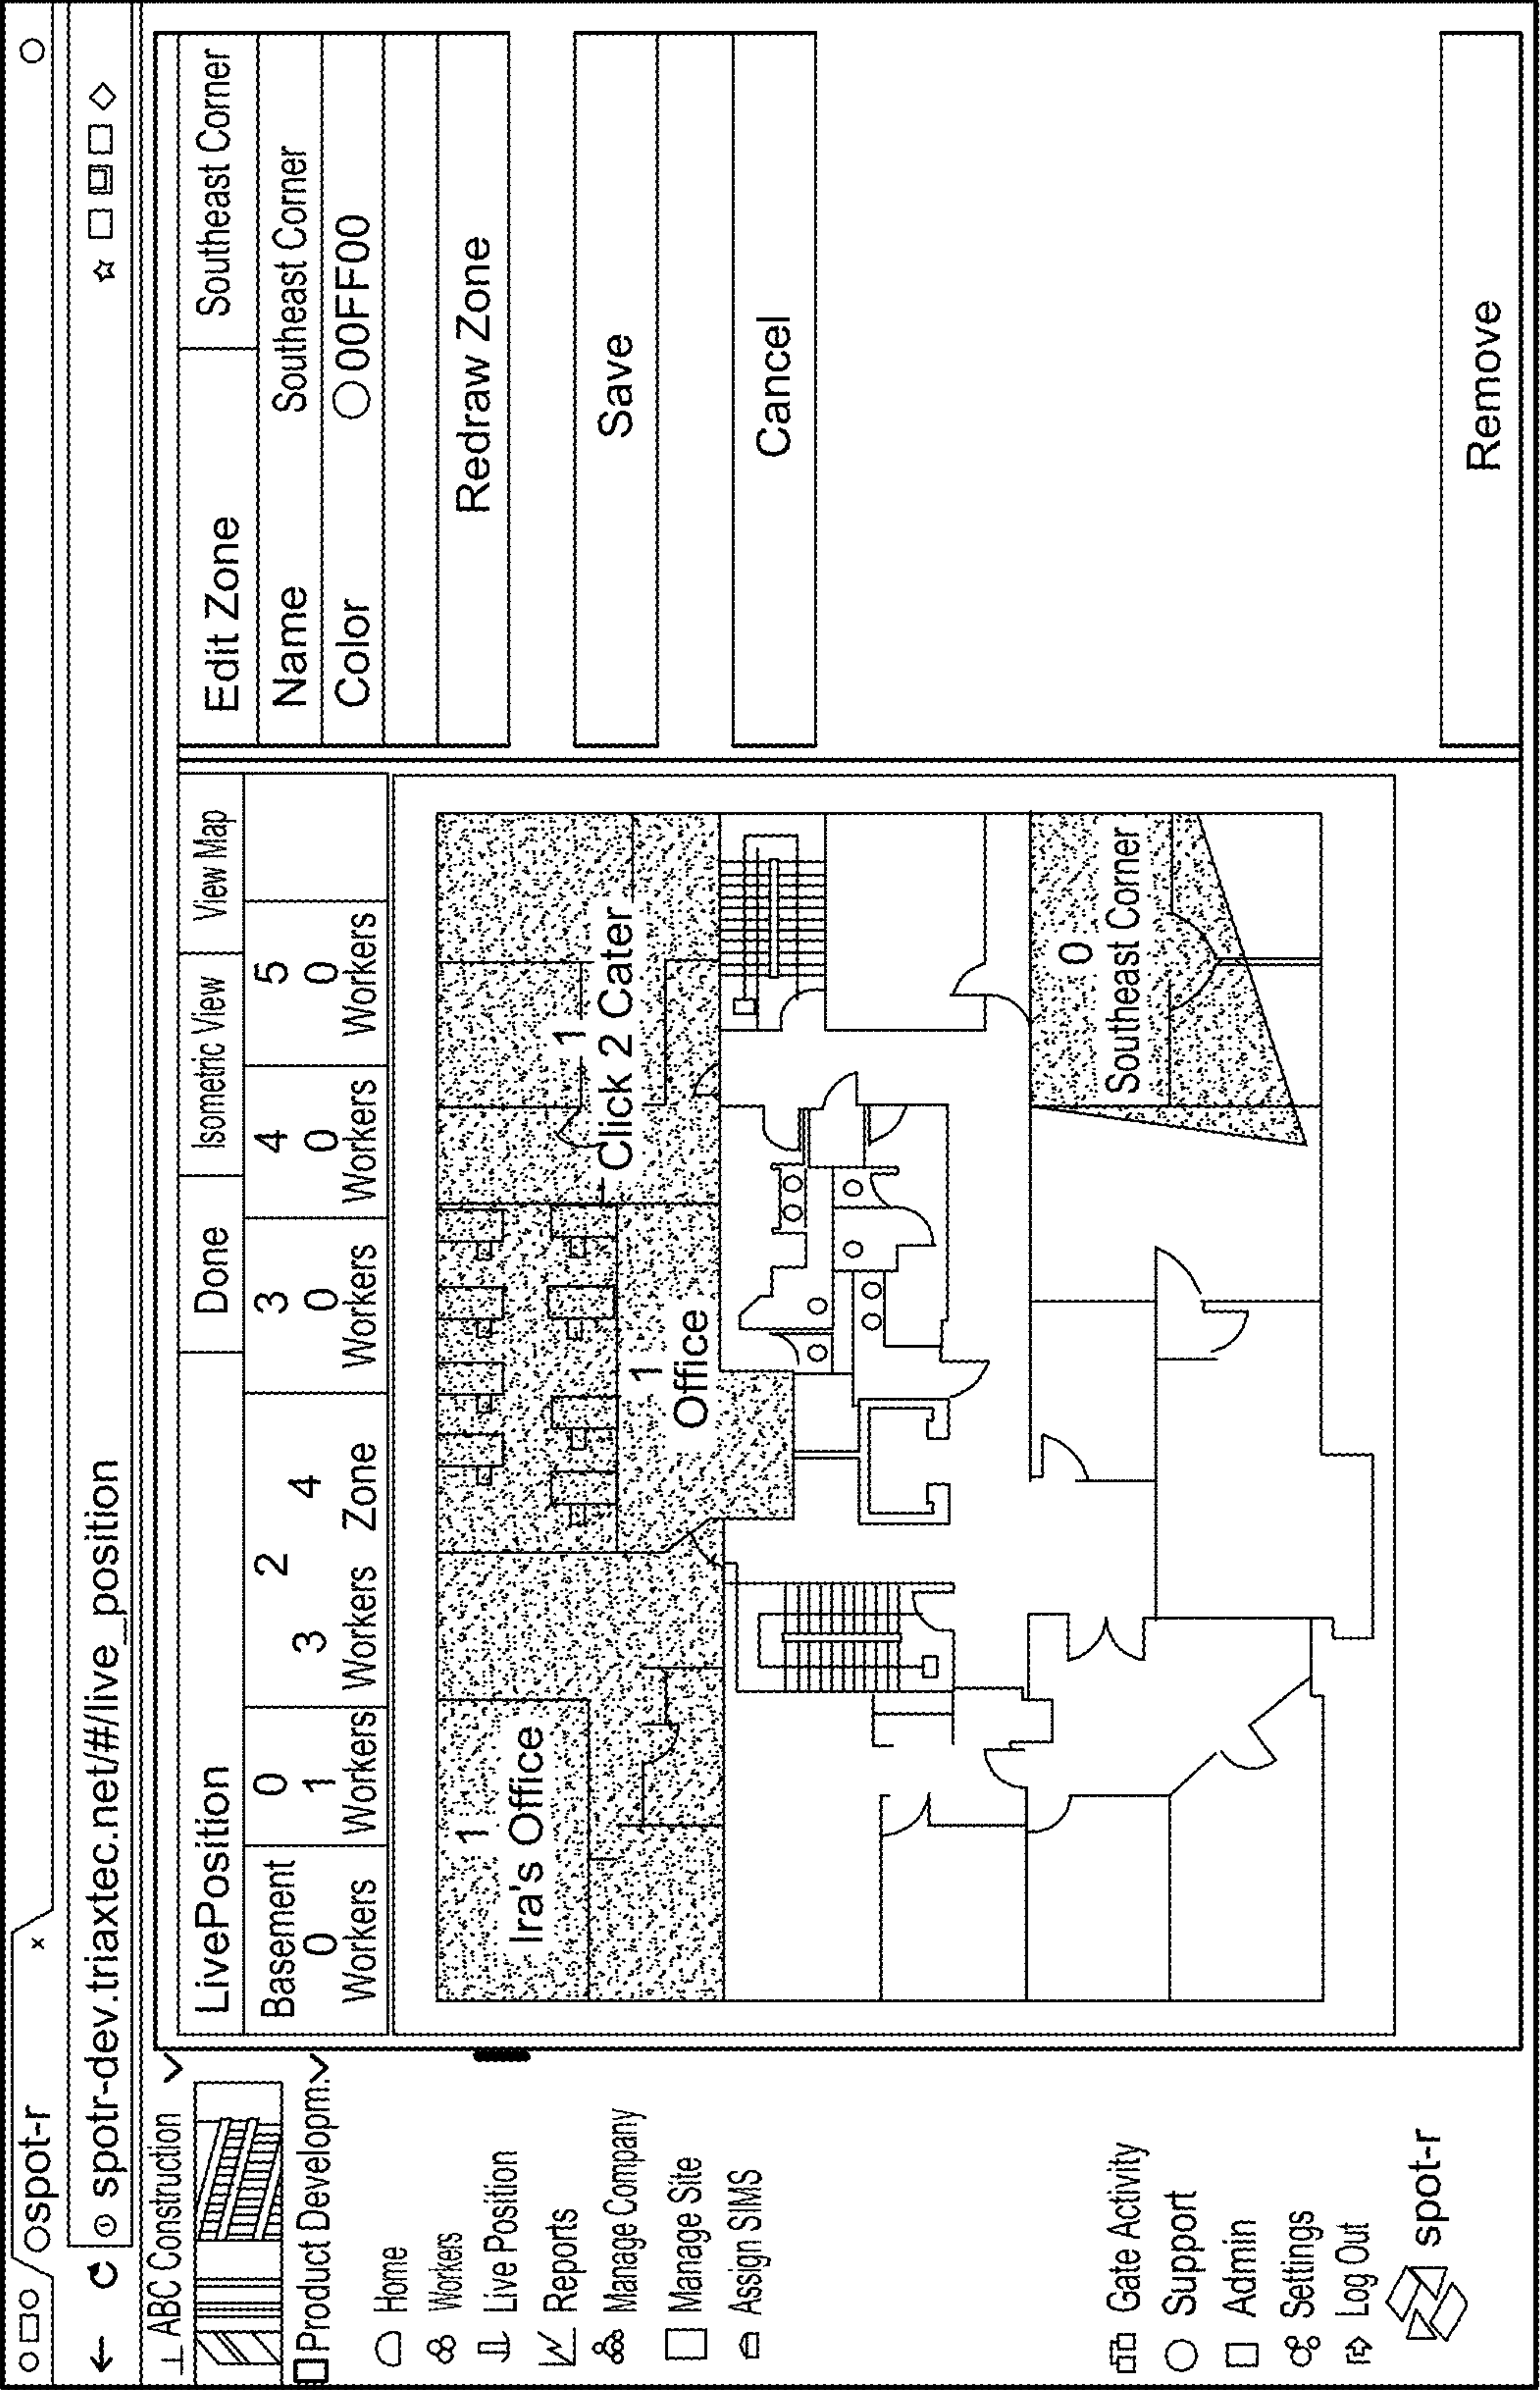 spot-r
x
spotr-dev.triaxtec.net/#/live_position
ABC Construction
Product Developm.
Home
Workers
Live Position
Reports
Manage Company
Manage Site
Assign SIMS
Gate Activity
Support
Admin
Settings
Log Out
spot-r
LivePosition
Done
Isometric View
View Map
Basement
0
Workers
0
1
Workers
2
3 4
Workers Zone
3
0
Workers
4
0
Workers
5
0
Workers
1
Ira's Office
1
Office
1
Click 2 Cater
0
Southeast Corner
Edit Zone Southeast Corner
Name Southeast Corner
Color 00FF00
Redraw Zone
Save
Cancel
Remove